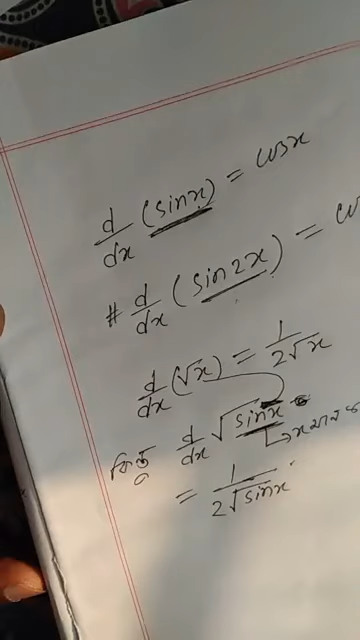 d/dx (sinx) = cosx
# d/dx (sin2x) =
d/dx (√x) = 1/2√x
কিন্তু d/dx √sinx =
= 1/2√sinx